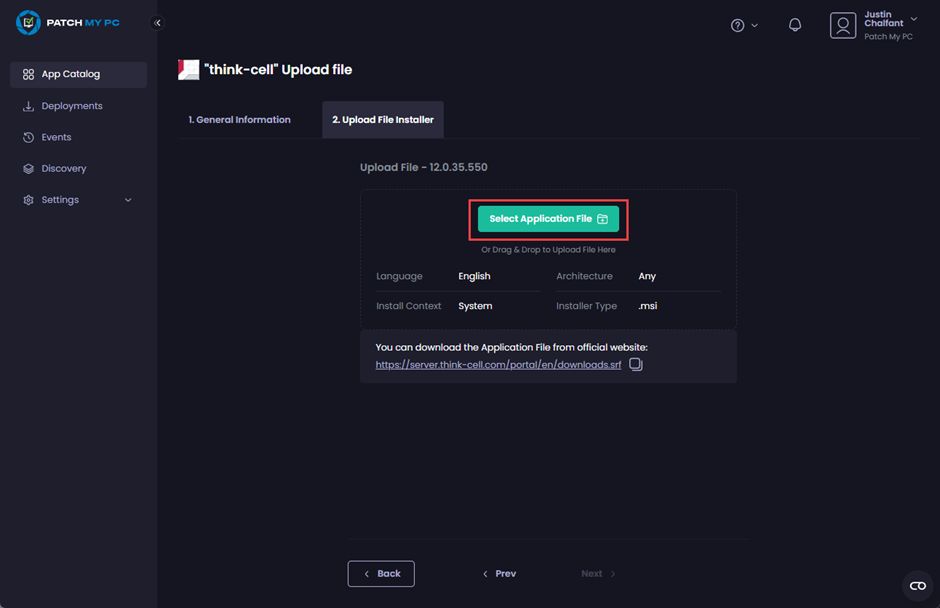 PATCH MY PC
Justin
Chalfant
Patch My PC
App Catalog
Deployments
Events
Discovery
Settings
"think-cell" Upload file
1. General Information
2. Upload File Installer
Upload File - 12.0.35.550
Select Application File
Or Drag & Drop to Upload File Here
Language English Architecture Any
Install Context System Installer Type .msi
You can download the Application File from official website:
https://server.think-cell.com/portal/en/downloads.srf
Back Prev Next